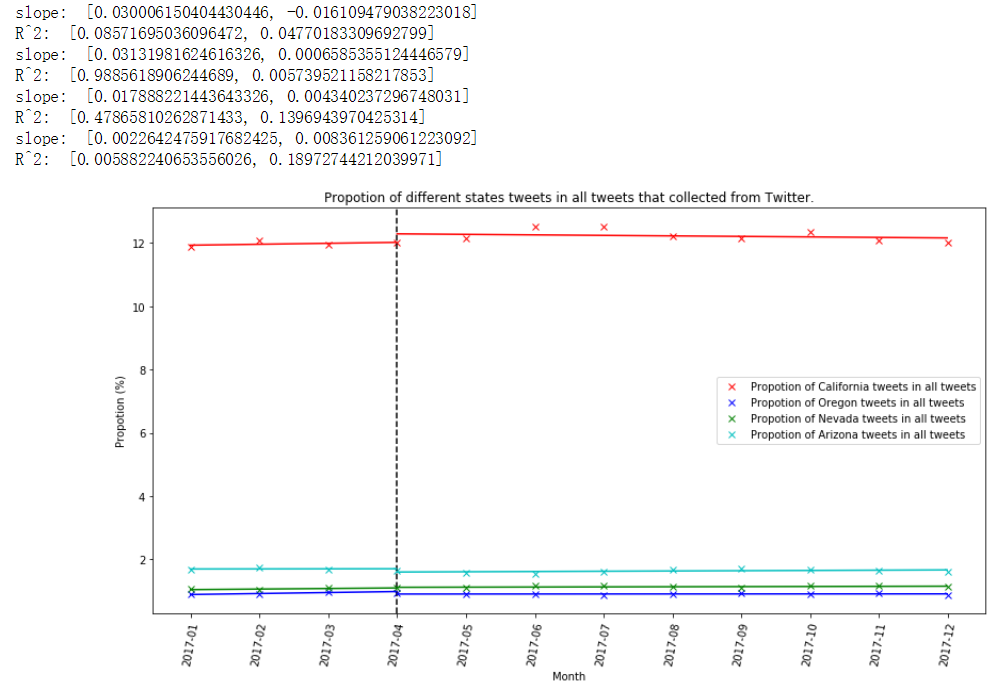 slope:  [0.030006150404430446, -0.016109479038223018]
R^2:  [0.08571695036096472, 0.04770183309692799]
slope:  [0.03131981624616326, 0.0006585355124446579]
R^2:  [0.9885618906244689, 0.005739521158217853]
slope:  [0.017888221443643326, 0.004340237296748031]
R^2:  [0.47865810262871433, 0.1396943970425314]
slope:  [0.0022642475917682425, 0.008361259061223092]
R^2:  [0.005882240653556026, 0.18972744212039971]
Propotion of different states tweets in all tweets that collected from Twitter.
12
10
8
6
4
2
Propotion (%)
Propotion of California tweets in all tweets
Propotion of Oregon tweets in all tweets
Propotion of Nevada tweets in all tweets
Propotion of Arizona tweets in all tweets
2017-01
2017-02
2017-03
2017-04
2017-05
2017-06
2017-07
2017-08
2017-09
2017-10
2017-11
2017-12
Month